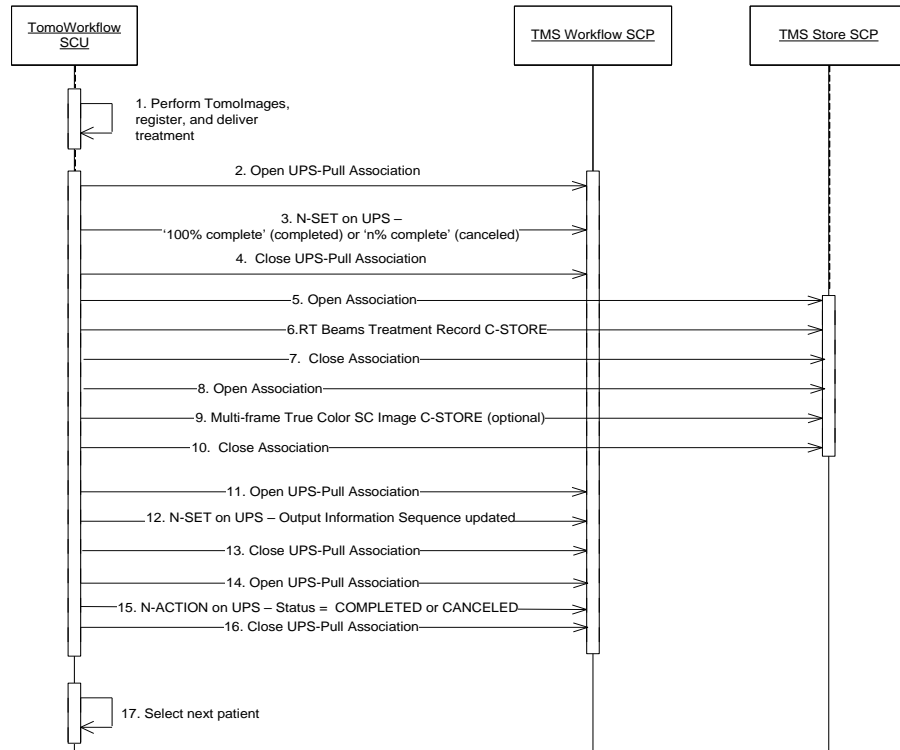 TomoWorkflow
SCU
TMS Workflow SCP
TMS Store SCP
1. Perform TomoImages,
register, and deliver
treatment
2. Open UPS-Pull Association
3. N-SET on UPS –
‘100% complete’ (completed) or ‘n% complete’ (canceled)
4. Close UPS-Pull Association
5. Open Association
6.RT Beams Treatment Record C-STORE
7. Close Association
8. Open Association
9. Multi-frame True Color SC Image C-STORE (optional)
10. Close Association
11. Open UPS-Pull Association
12. N-SET on UPS – Output Information Sequence updated
13. Close UPS-Pull Association
14. Open UPS-Pull Association
15. N-ACTION on UPS – Status = COMPLETED or CANCELED
16. Close UPS-Pull Association
17. Select next patient